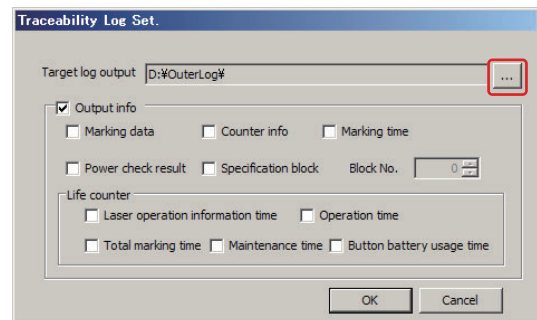 Traceability Log Set.
Target log output D:¥OuterLog¥ ...
Output info
Marking data Counter info Marking time
Power check result Specification block Block No. 0
Life counter
Laser operation information time Operation time
Total marking time Maintenance time Button battery usage time
OK Cancel